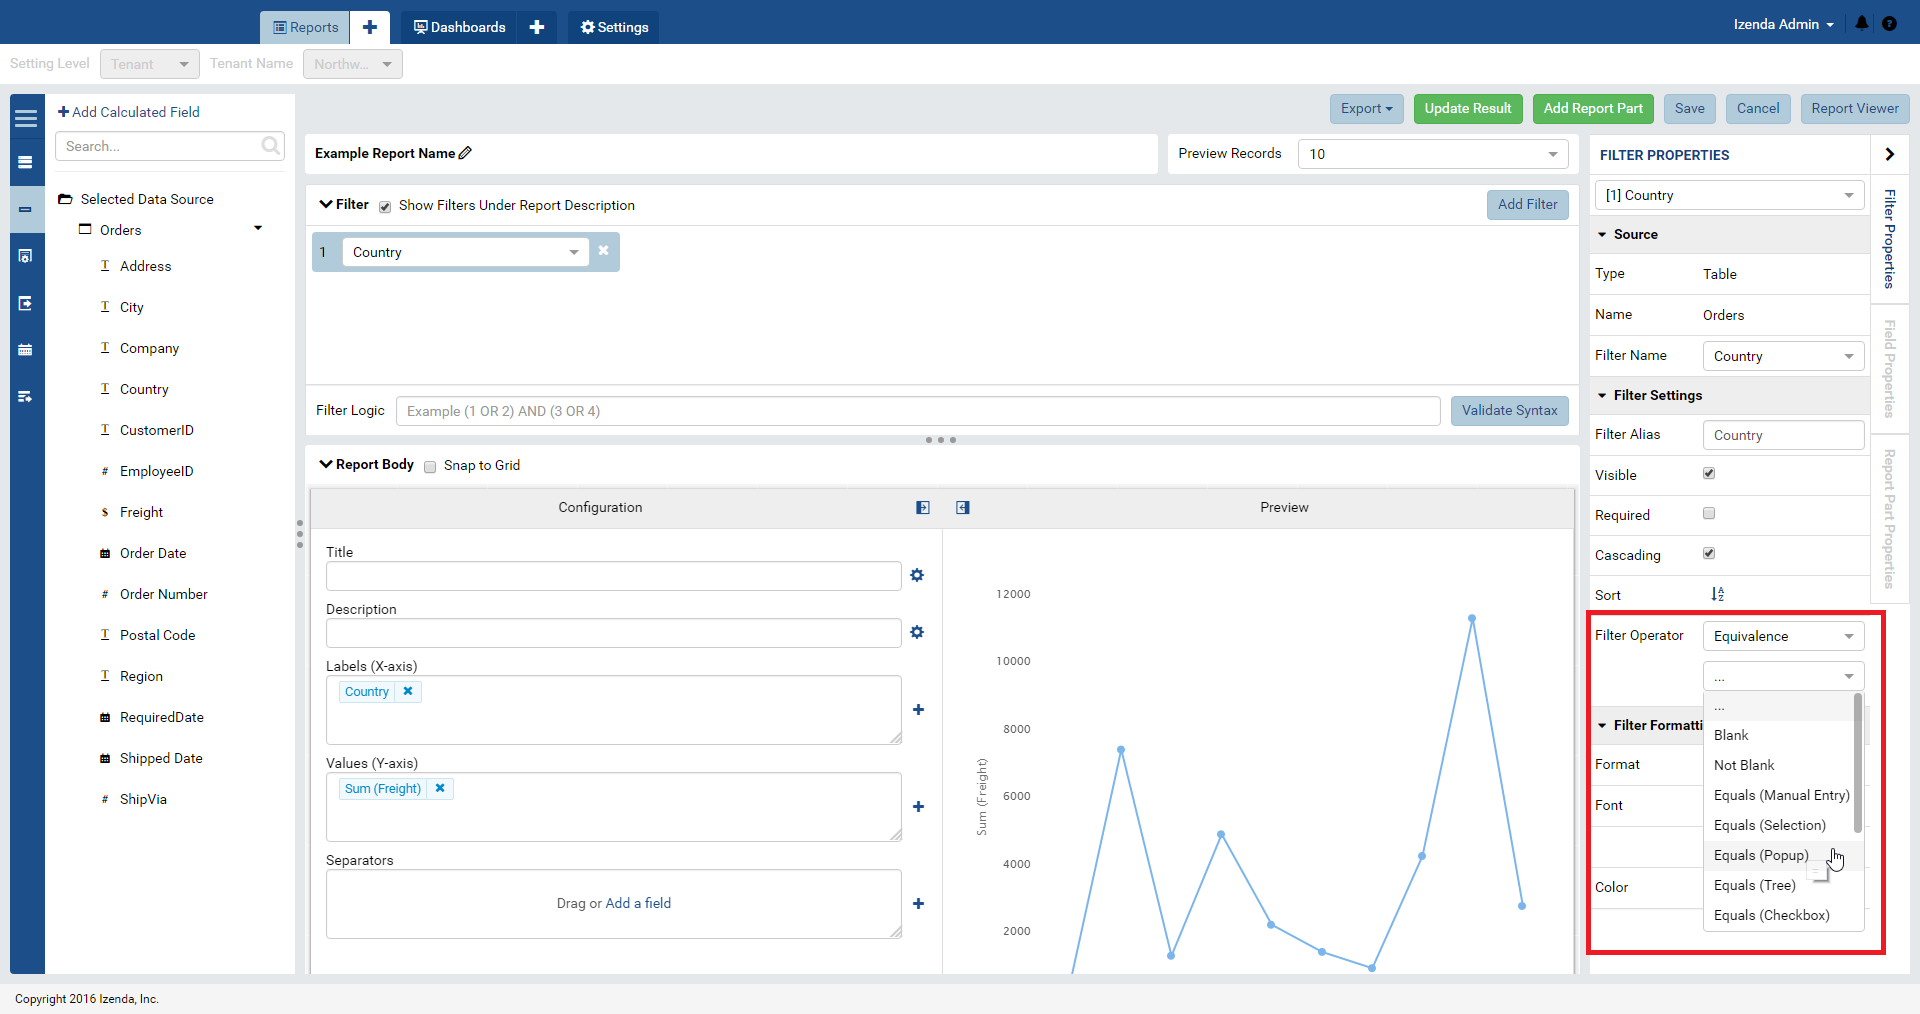 Reports
Dashboards
Settings
Izenda Admin
Setting Level
Tenant
Tenant Name
Northw...
Add Calculated Field
Search...
Selected Data Source
Orders
T Address
T City
T Company
T Country
T CustomerID
# EmployeeID
$ Freight
Order Date
# Order Number
T Postal Code
T Region
RequiredDate
Shipped Date
# ShipVia
Export
Update Result
Add Report Part
Save
Cancel
Report Viewer
Example Report Name
Preview Records
10
Filter
Show Filters Under Report Description
Add Filter
1
Country
Filter Logic
Example (1 OR 2) AND (3 OR 4)
Validate Syntax
Report Body
Snap to Grid
Configuration
Preview
Title
Description
Labels (X-axis)
Country
Values (Y-axis)
Sum (Freight)
Separators
Drag or Add a field
12000
10000
8000
6000
4000
2000
Sum (Freight)
FILTER PROPERTIES
[1] Country
Source
Type Table
Name Orders
Filter Name Country
Filter Settings
Filter Alias Country
Visible
Required
Cascading
Sort
Filter Operator Equivalence
...
...
Blank
Not Blank
Equals (Manual Entry)
Equals (Selection)
Equals (Popup)
Equals (Tree)
Equals (Checkbox)
Filter Formatti
Format
Font
Color
Filter Properties
Field Properties
Report Part Properties
Copyright 2016 Izenda, Inc.